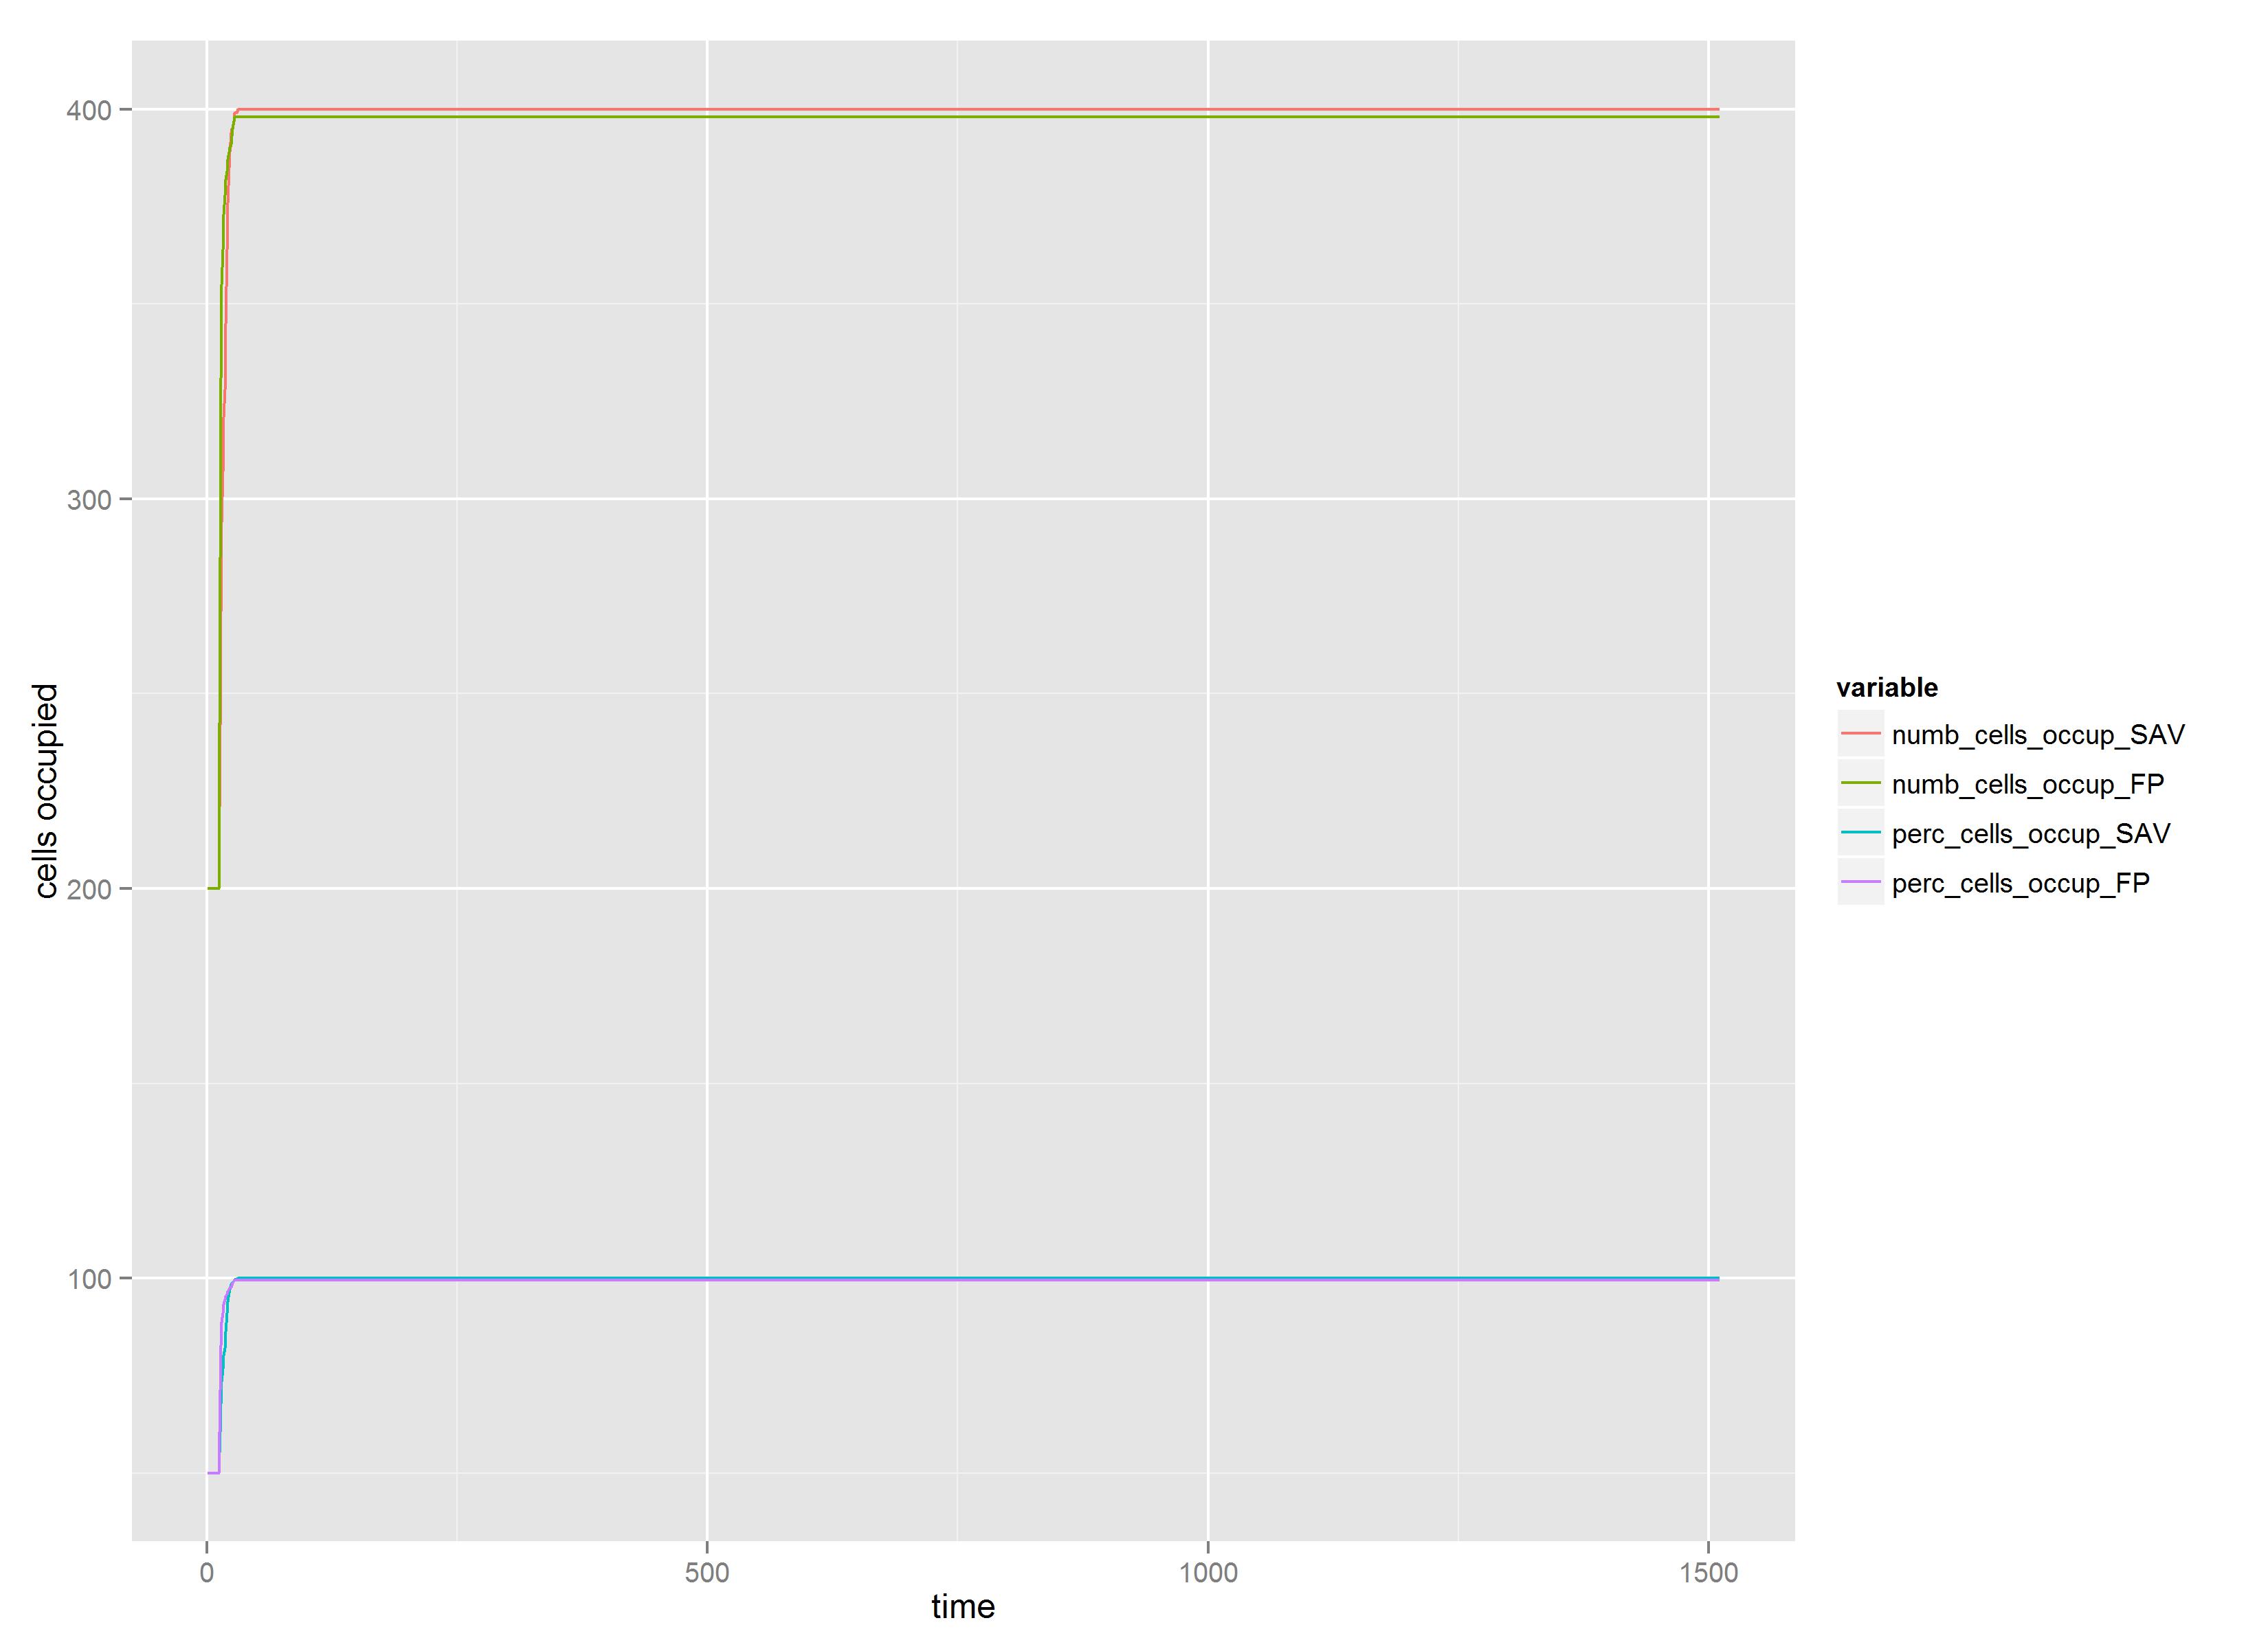 400
300
200
100
cells occupied
0 500 1000 1500
time
variable
numb_cells_occup_SAV
numb_cells_occup_FP
perc_cells_occup_SAV
perc_cells_occup_FP